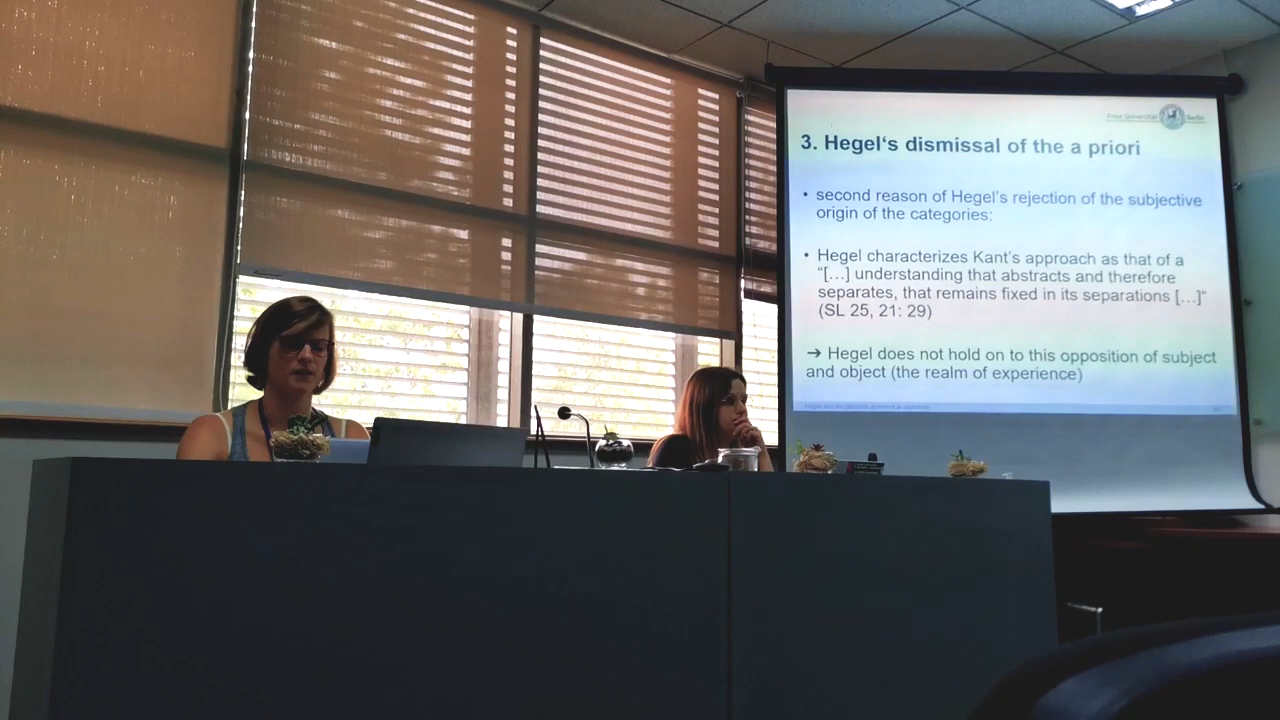 Freie Universität Berlin
3. Hegel‘s dismissal of the a priori
• second reason of Hegel’s rejection of the subjective
origin of the categories:
• Hegel characterizes Kant’s approach as that of a
“[…] understanding that abstracts and therefore
separates, that remains fixed in its separations […]“
(SL 25, 21: 29)
➔ Hegel does not hold on to this opposition of subject
and object (the realm of experience)